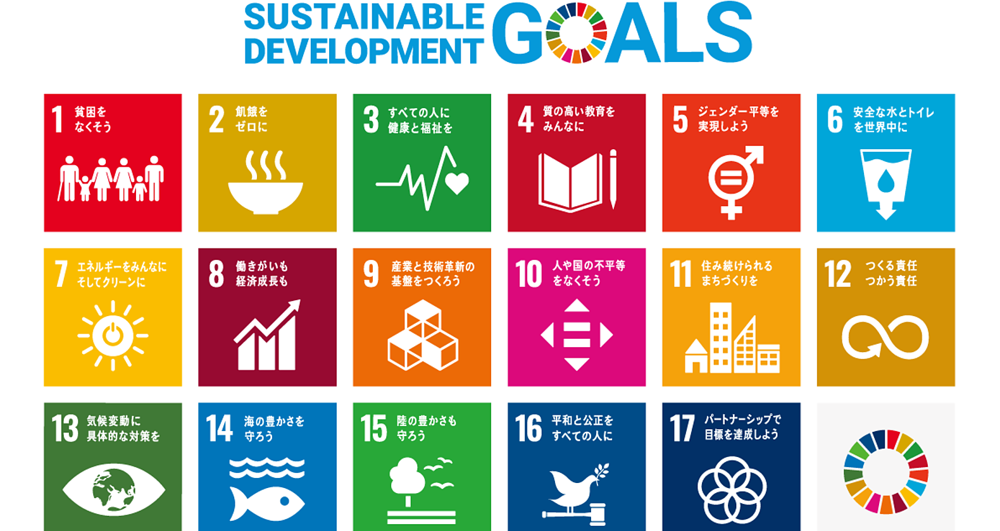 SUSTAINABLE
DEVELOPMENT
GOALS
1 貧困を
なくそう
2 飢餓を
ゼロに
3 すべての人に
健康と福祉を
4 質の高い教育を
みんなに
5 ジェンダー平等を
実現しよう
6 安全な水とトイレ
を世界中に
7 エネルギーをみんなに
そしてクリーンに
8 働きがいも
経済成長も
9 産業と技術革新の
基盤をつくろう
10 人や国の不平等
をなくそう
11 住み続けられる
まちづくりを
12 つくる責任
つかう責任
13 気候変動に
具体的な対策を
14 海の豊かさを
守ろう
15 陸の豊かさも
守ろう
16 平和と公正を
すべての人に
17 パートナーシップで
目標を達成しよう